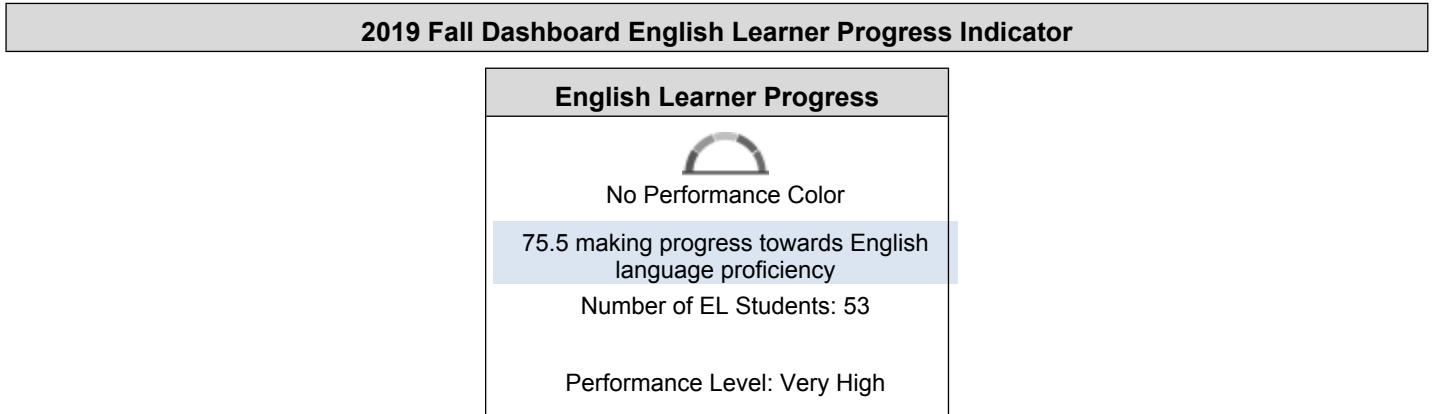 2019 Fall Dashboard English Learner Progress Indicator
English Learner Progress
No Performance Color
75.5 making progress towards English
language proficiency
Number of EL Students: 53
Performance Level: Very High